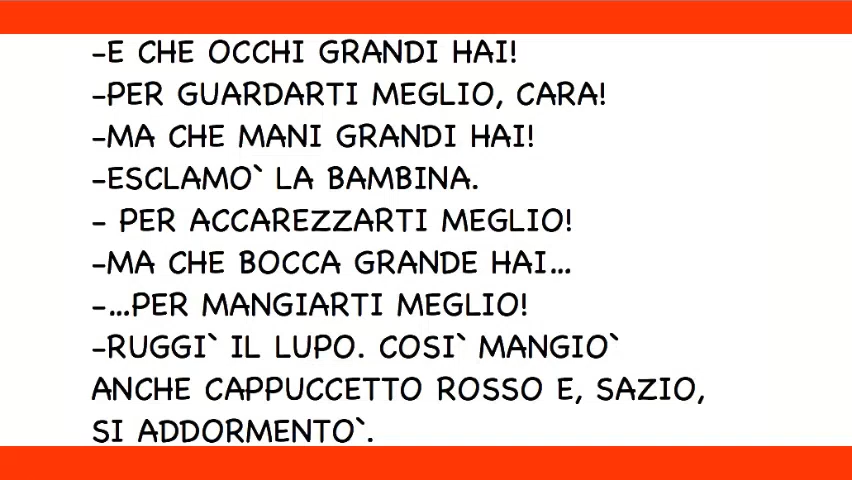 -E CHE OCCHI GRANDI HAI!
-PER GUARDARTI MEGLIO, CARA!
-MA CHE MANI GRANDI HAI!
-ESCLAMO` LA BAMBINA.
- PER ACCAREZZARTI MEGLIO!
-MA CHE BOCCA GRANDE HAI...
-...PER MANGIARTI MEGLIO!
-RUGGI` IL LUPO. COSI` MANGIO`
ANCHE CAPPUCCETTO ROSSO E, SAZIO,
SI ADDORMENTO`.